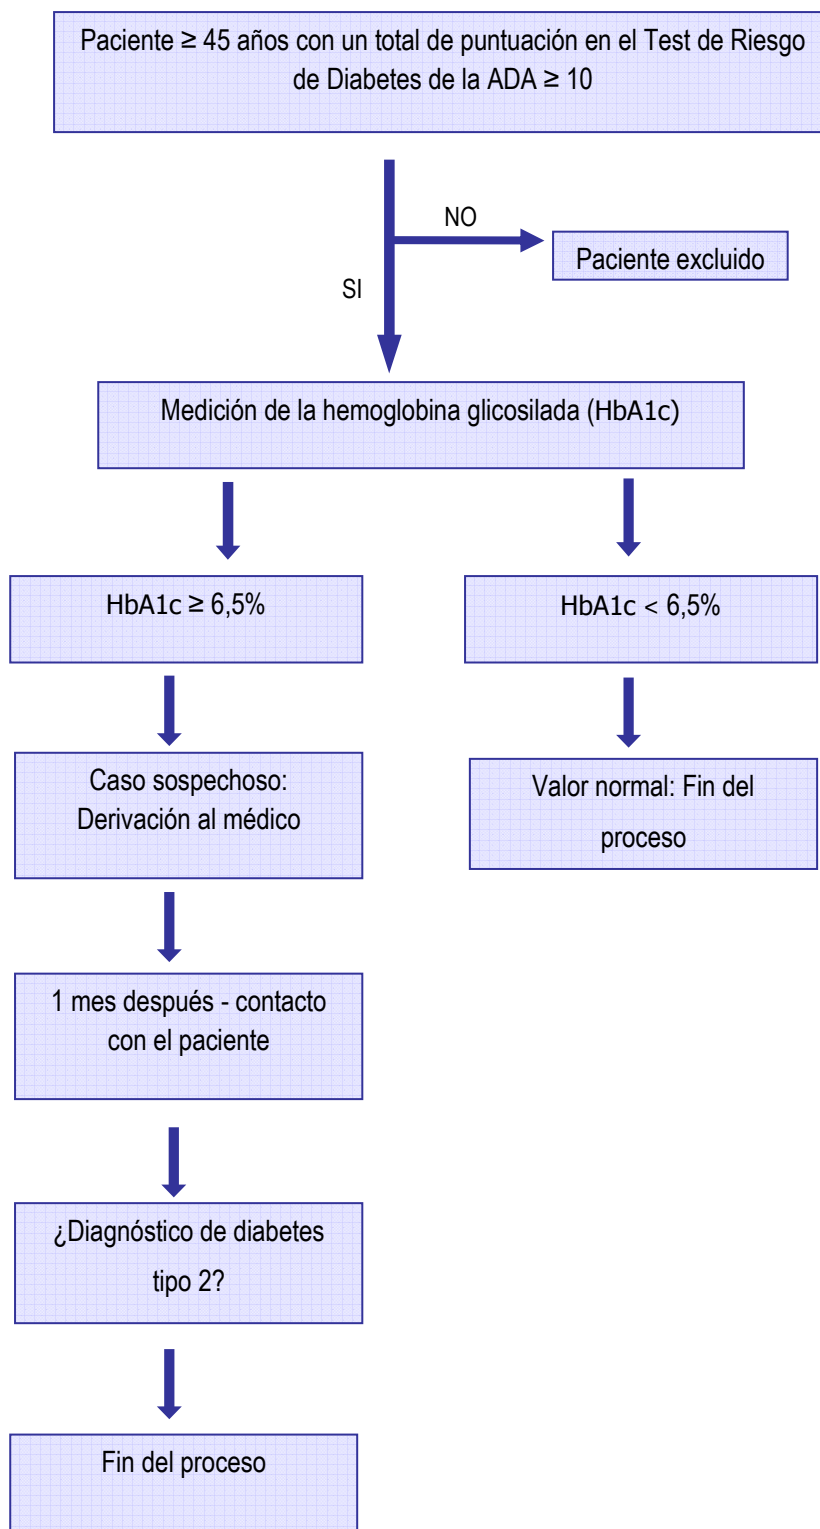 Paciente ≥ 45 años con un total de puntuación en el Test de Riesgo
de Diabetes de la ADA ≥ 10
NO
Paciente excluido
SI
Medición de la hemoglobina glicosilada (HbA1c)
HbA1c ≥ 6,5%
HbA1c < 6,5%
Caso sospechoso:
Derivación al médico
Valor normal: Fin del
proceso
1 mes después - contacto
con el paciente
¿Diagnóstico de diabetes
tipo 2?
Fin del proceso